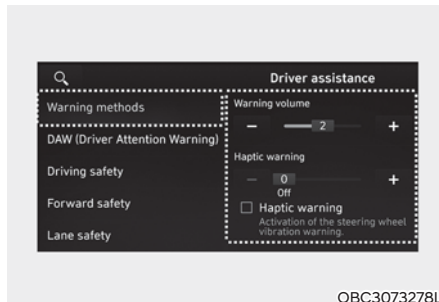 Driver assistance
Warning methods
DAW (Driver Attention Warning)
Driving safety
Forward safety
Lane safety
Warning volume
− 2 +
Haptic warning
− 0 +
Off
Haptic warning
Activation of the steering wheel
vibration warning.
OBC3073278L